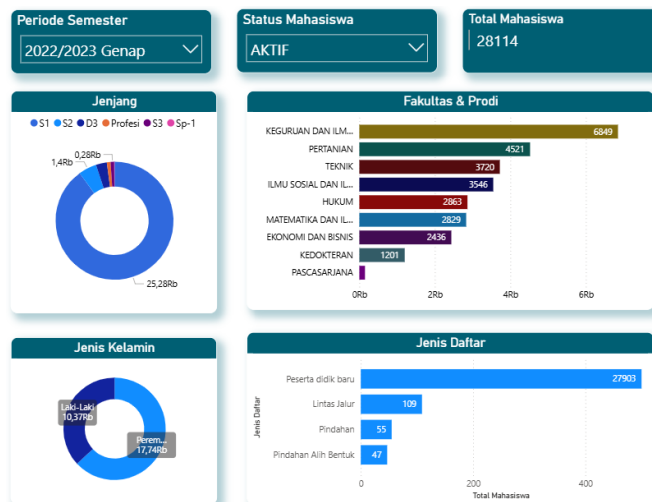 Periode Semester
2022/2023 Genap
Status Mahasiswa
AKTIF
Total Mahasiswa
28114
Jenjang
S1 S2 D3 Profesi S3 Sp-1
0,28Rb
1,4Rb
25,28Rb
Fakultas & Prodi
KEGURUAN DAN ILM... 6849
PERTANIAN 4521
TEKNIK 3720
ILMU SOSIAL DAN IL... 3546
HUKUM 2863
MATEMATIKA DAN IL... 2829
EKONOMI DAN BISNIS 2436
KEDOKTERAN 1201
PASCASARJANA
0Rb 2Rb 4Rb 6Rb
Jenis Kelamin
Laki-Laki
10,37Rb
Perem...
17,74Rb
Jenis Daftar
Jenis Daftar
Peserta didik baru 27903
Lintas Jalur 109
Pindahan 55
Pindahan Alih Bentuk 47
0 200 400
Total Mahasiswa